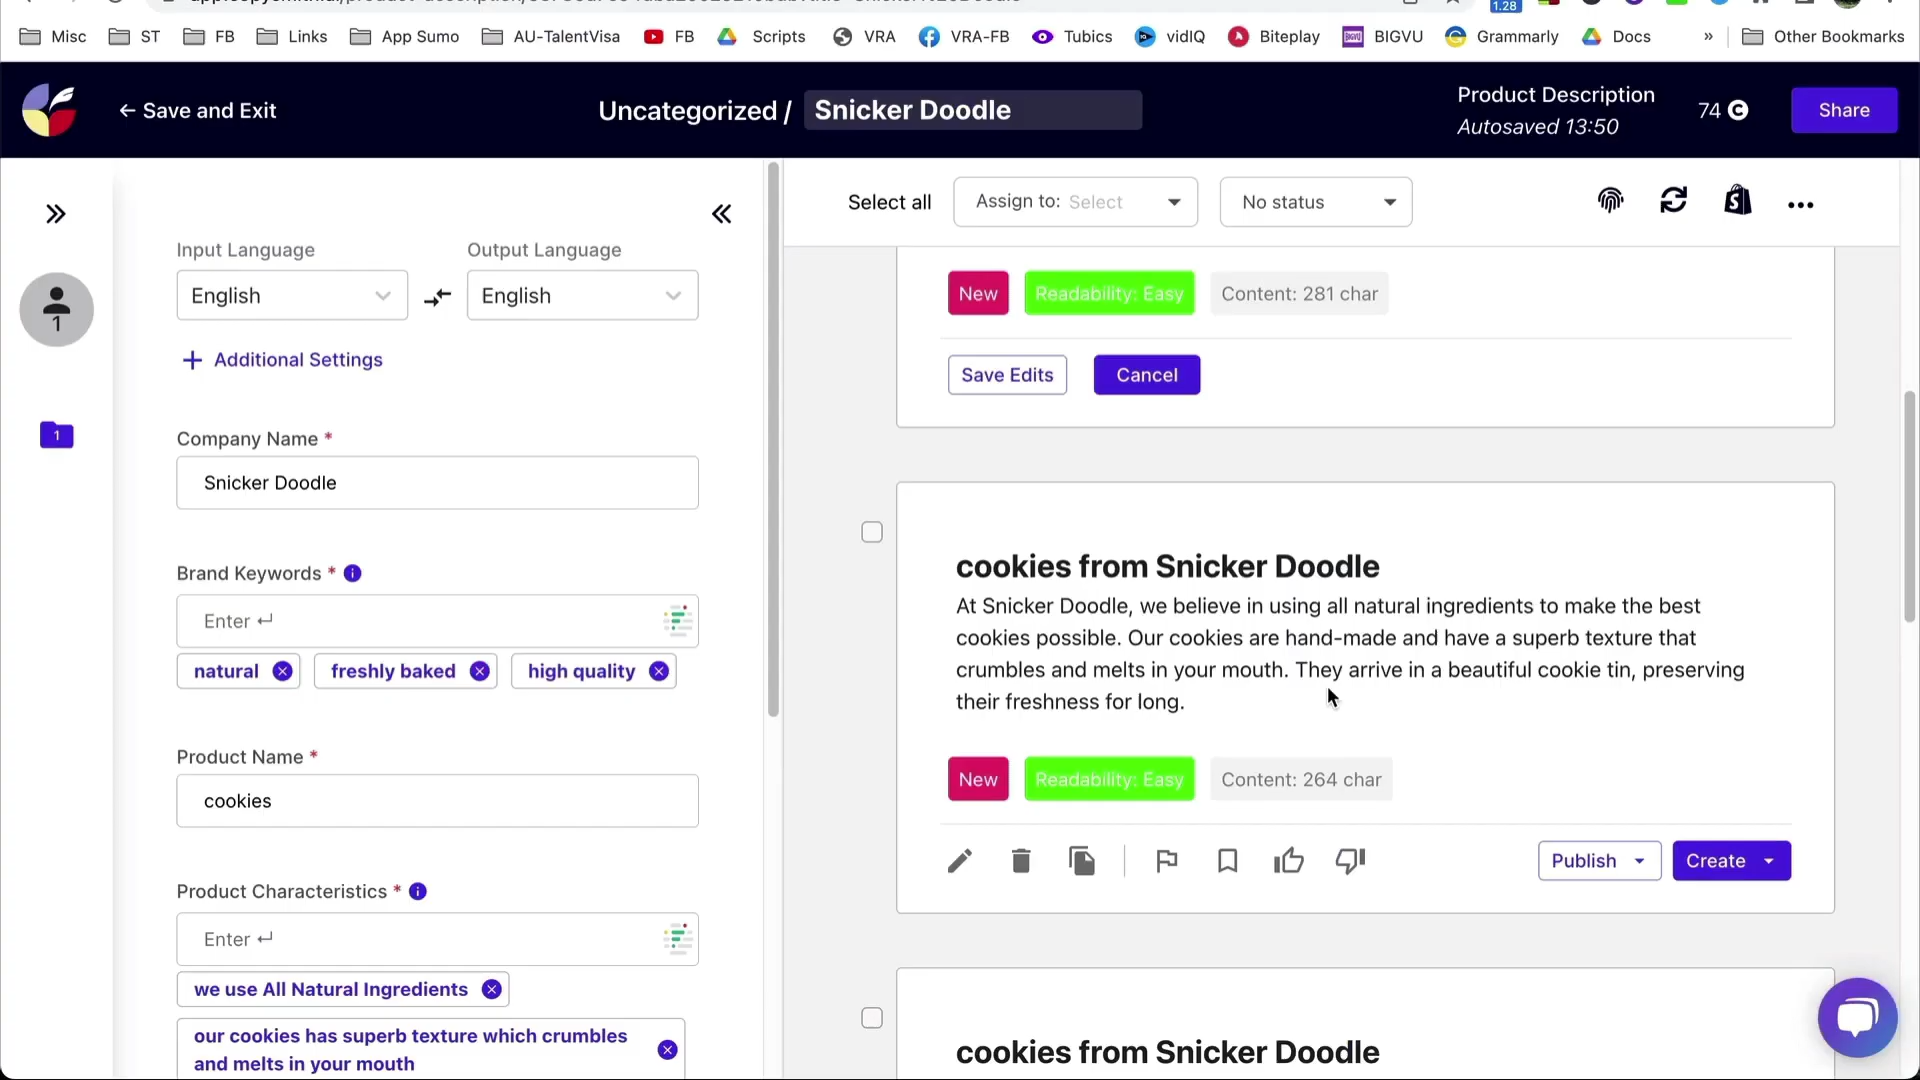 1.28
Misc
ST
FB
Links
App Sumo
AU-TalentVisa
FB
Scripts
VRA
VRA-FB
Tubics
vidIQ
Biteplay
BIGVU
Grammarly
Docs
»
Other Bookmarks
← Save and Exit
Uncategorized / Snicker Doodle
Product Description
Autosaved 13:50
74 C
Share
Select all
Assign to: Select
No status
Input Language
Output Language
English
English
+ Additional Settings
1
1
Company Name *
Snicker Doodle
Brand Keywords *
Enter ↵
natural
freshly baked
high quality
Product Name *
cookies
Product Characteristics *
Enter ↵
we use All Natural Ingredients
our cookies has superb texture which crumbles
and melts in your mouth
New
Readability: Easy
Content: 281 char
Save Edits
Cancel
cookies from Snicker Doodle
At Snicker Doodle, we believe in using all natural ingredients to make the best
cookies possible. Our cookies are hand-made and have a superb texture that
crumbles and melts in your mouth. They arrive in a beautiful cookie tin, preserving
their freshness for long.
New
Readability: Easy
Content: 264 char
Publish
Create
cookies from Snicker Doodle